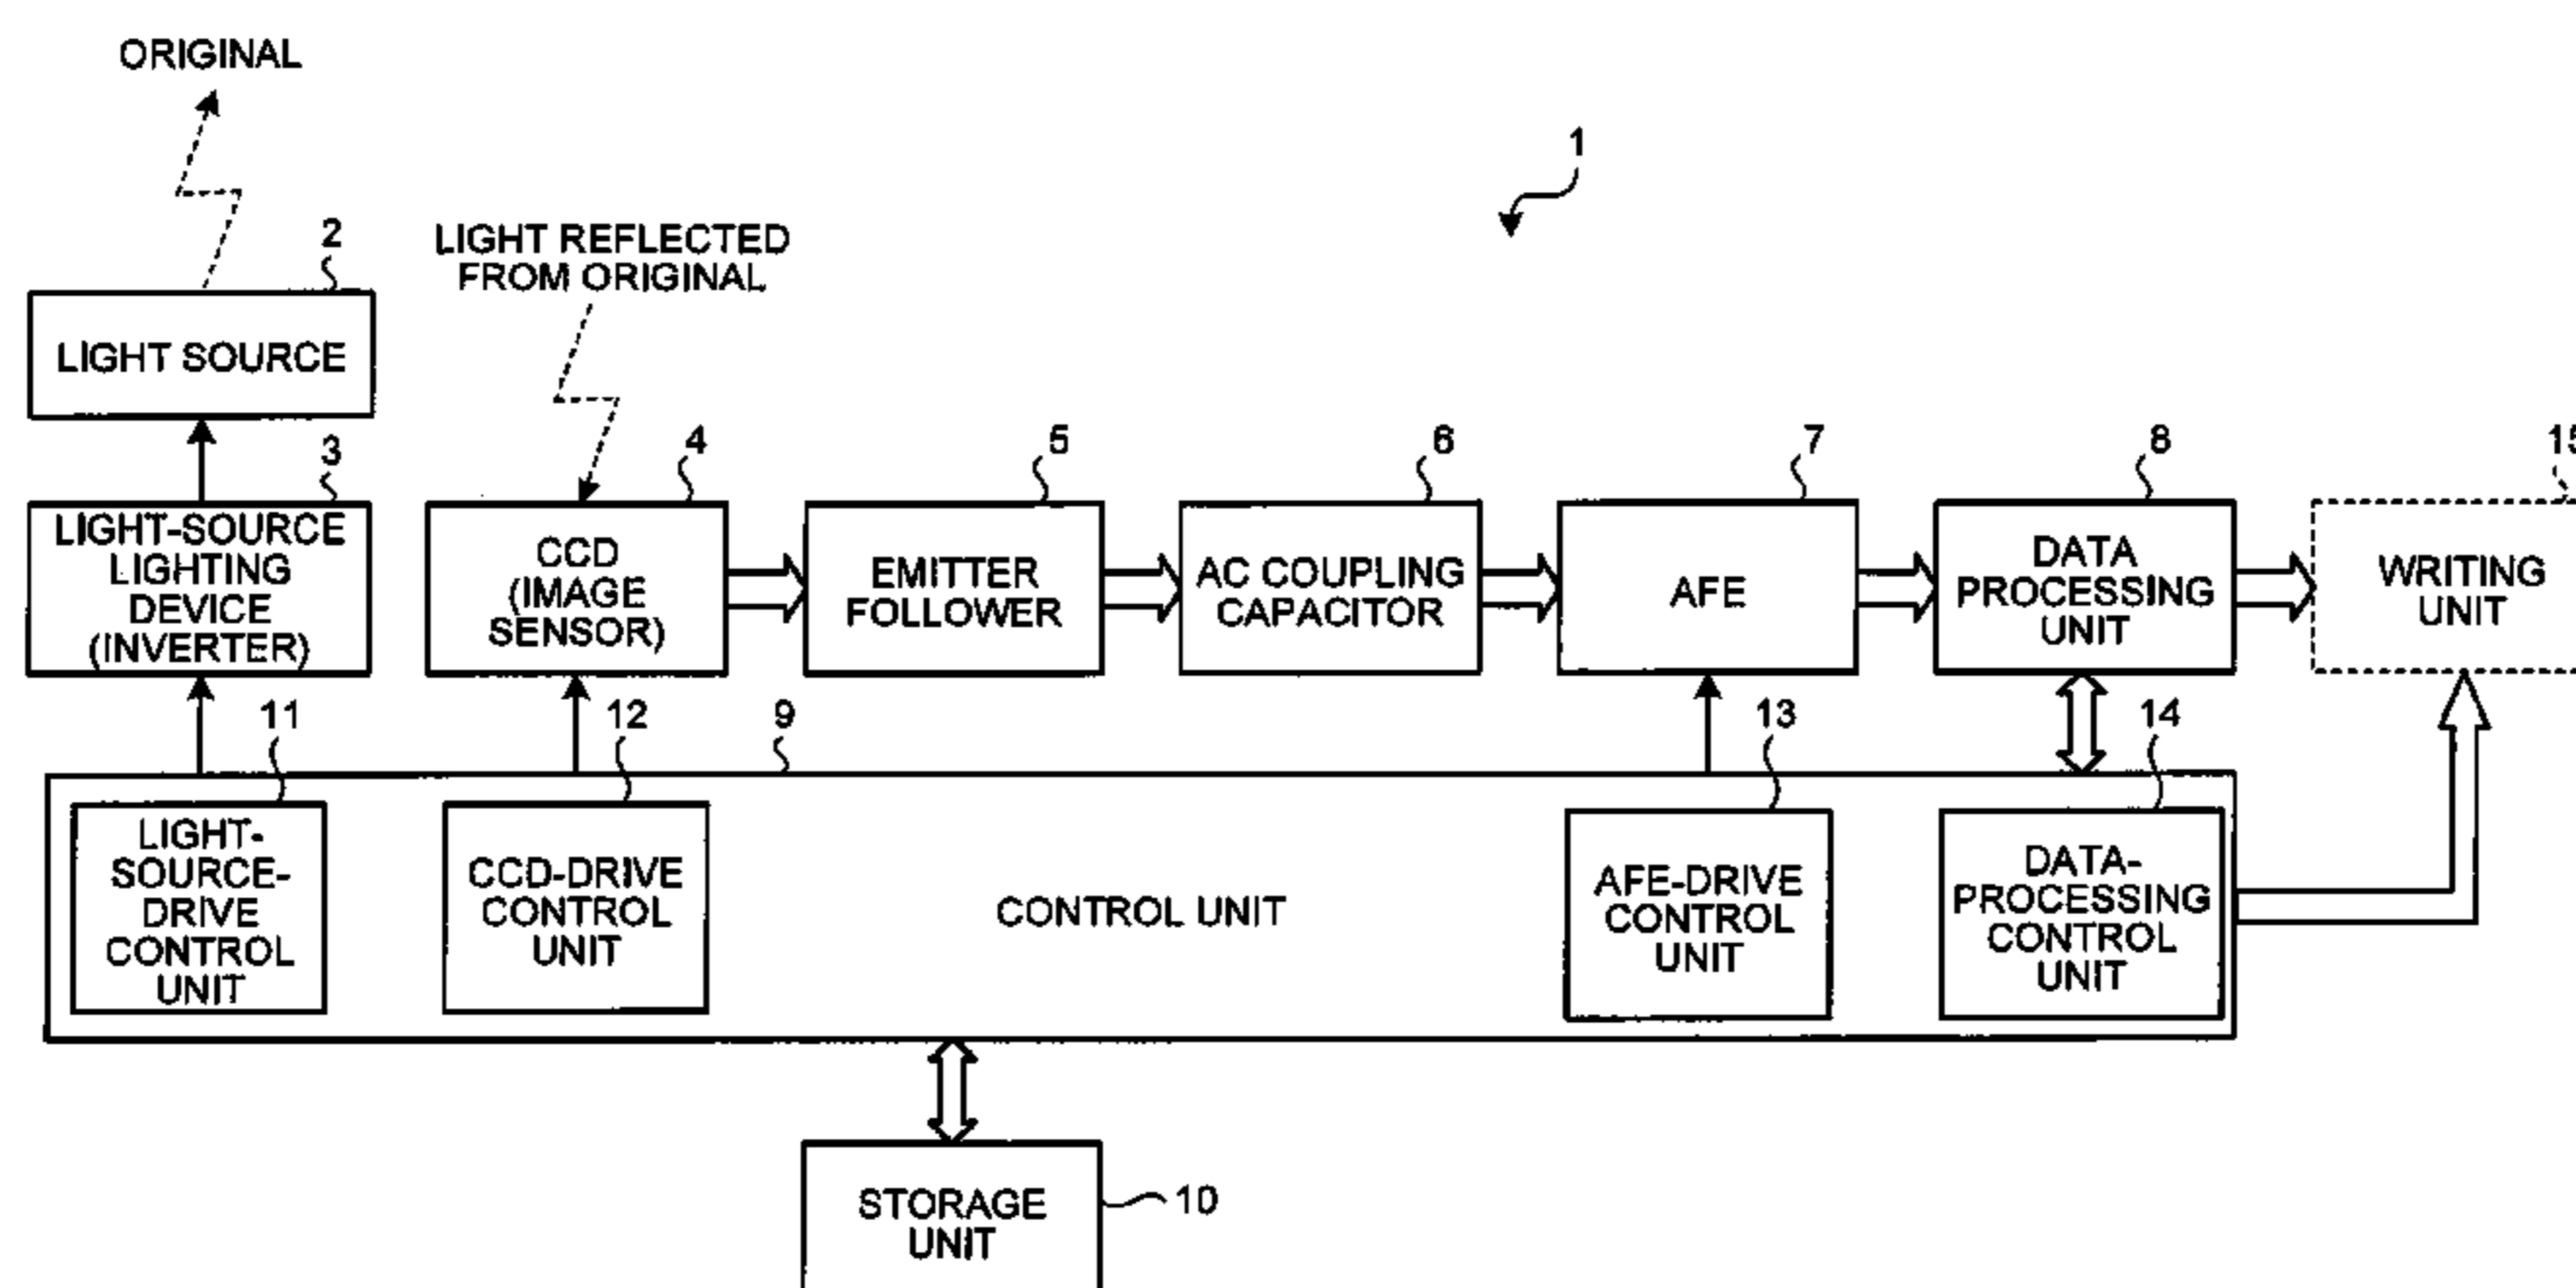 ORIGINAL
1
2
LIGHT REFLECTED
FROM ORIGINAL
LIGHT SOURCE
3
4
5
6
7
8
15
LIGHT-SOURCE
LIGHTING
DEVICE
(INVERTER)
CCD
(IMAGE
SENSOR)
EMITTER
FOLLOWER
AC COUPLING
CAPACITOR
AFE
DATA
PROCESSING
UNIT
WRITING
UNIT
11
12
9
13
14
LIGHT-
SOURCE-
DRIVE
CONTROL
UNIT
CCD-DRIVE
CONTROL
UNIT
CONTROL UNIT
AFE-DRIVE
CONTROL
UNIT
DATA-
PROCESSING
CONTROL
UNIT
STORAGE
UNIT
10